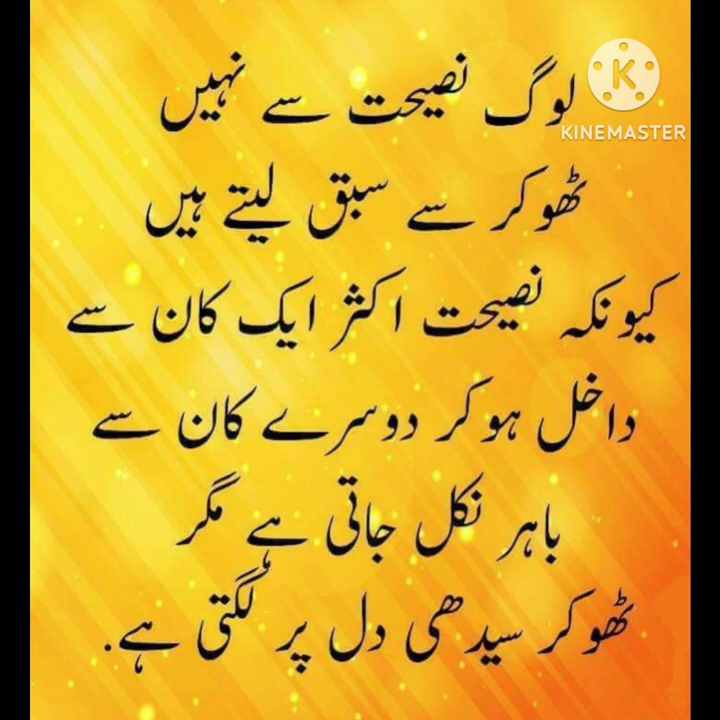 لوگ نصیحت سے نہیں
KINEMASTER
ٹھوکر سے سبق لیتے ہیں
کیونکہ نصیحت اکثر ایک کان سے
داخل ہوکر دوسرے کان سے
باہر نکل جاتی ہے مگر
ٹھوکر سیدھی دل پر لگتی ہے.